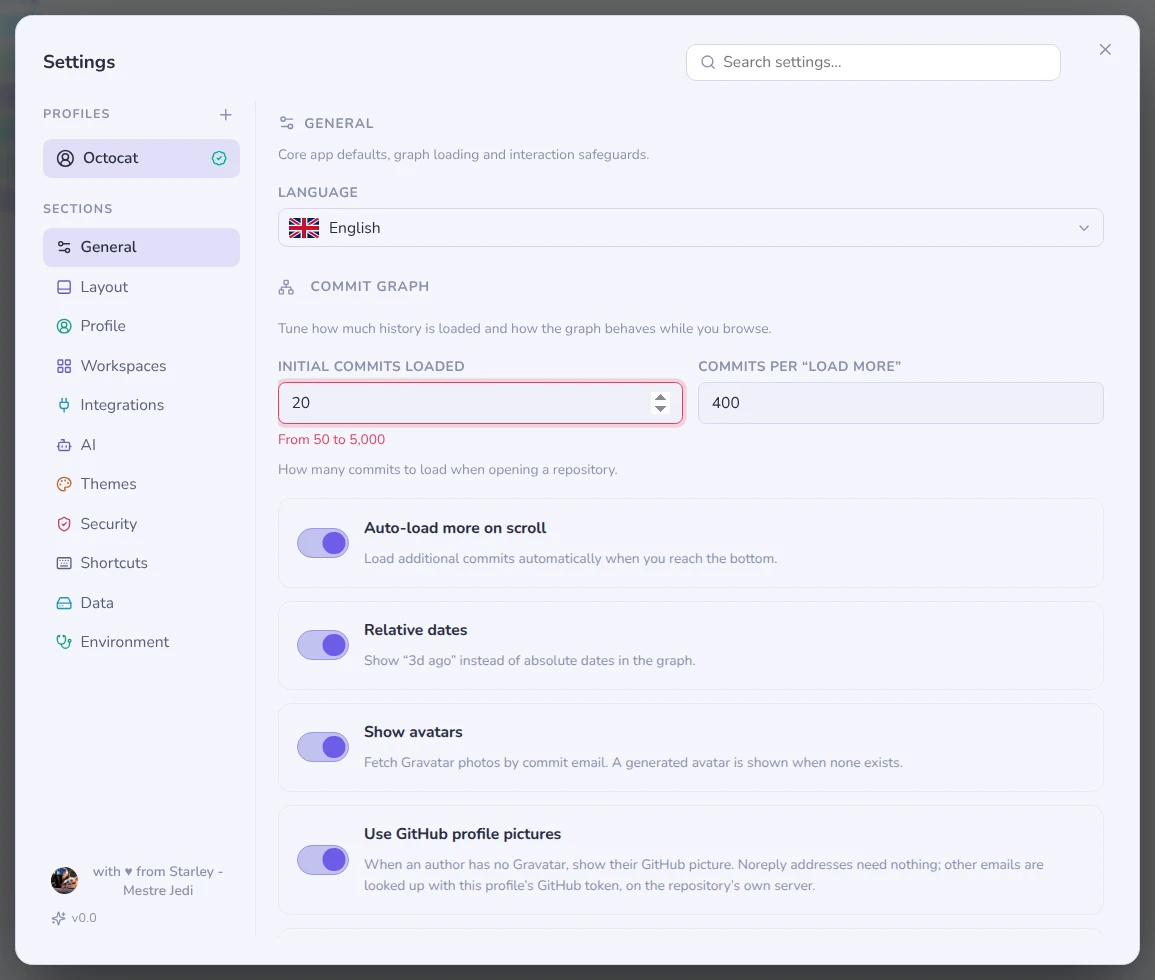 Settings
Search settings...
PROFILES
Octocat
SECTIONS
General
Layout
Profile
Workspaces
Integrations
AI
Themes
Security
Shortcuts
Data
Environment
with ♥ from Starley -
Mestre Jedi
v0.0
GENERAL
Core app defaults, graph loading and interaction safeguards.
LANGUAGE
English
COMMIT GRAPH
Tune how much history is loaded and how the graph behaves while you browse.
INITIAL COMMITS LOADED
20
From 50 to 5,000
How many commits to load when opening a repository.
COMMITS PER “LOAD MORE”
400
Auto-load more on scroll
Load additional commits automatically when you reach the bottom.
Relative dates
Show “3d ago” instead of absolute dates in the graph.
Show avatars
Fetch Gravatar photos by commit email. A generated avatar is shown when none exists.
Use GitHub profile pictures
When an author has no Gravatar, show their GitHub picture. Noreply addresses need nothing; other emails are
looked up with this profile’s GitHub token, on the repository’s own server.